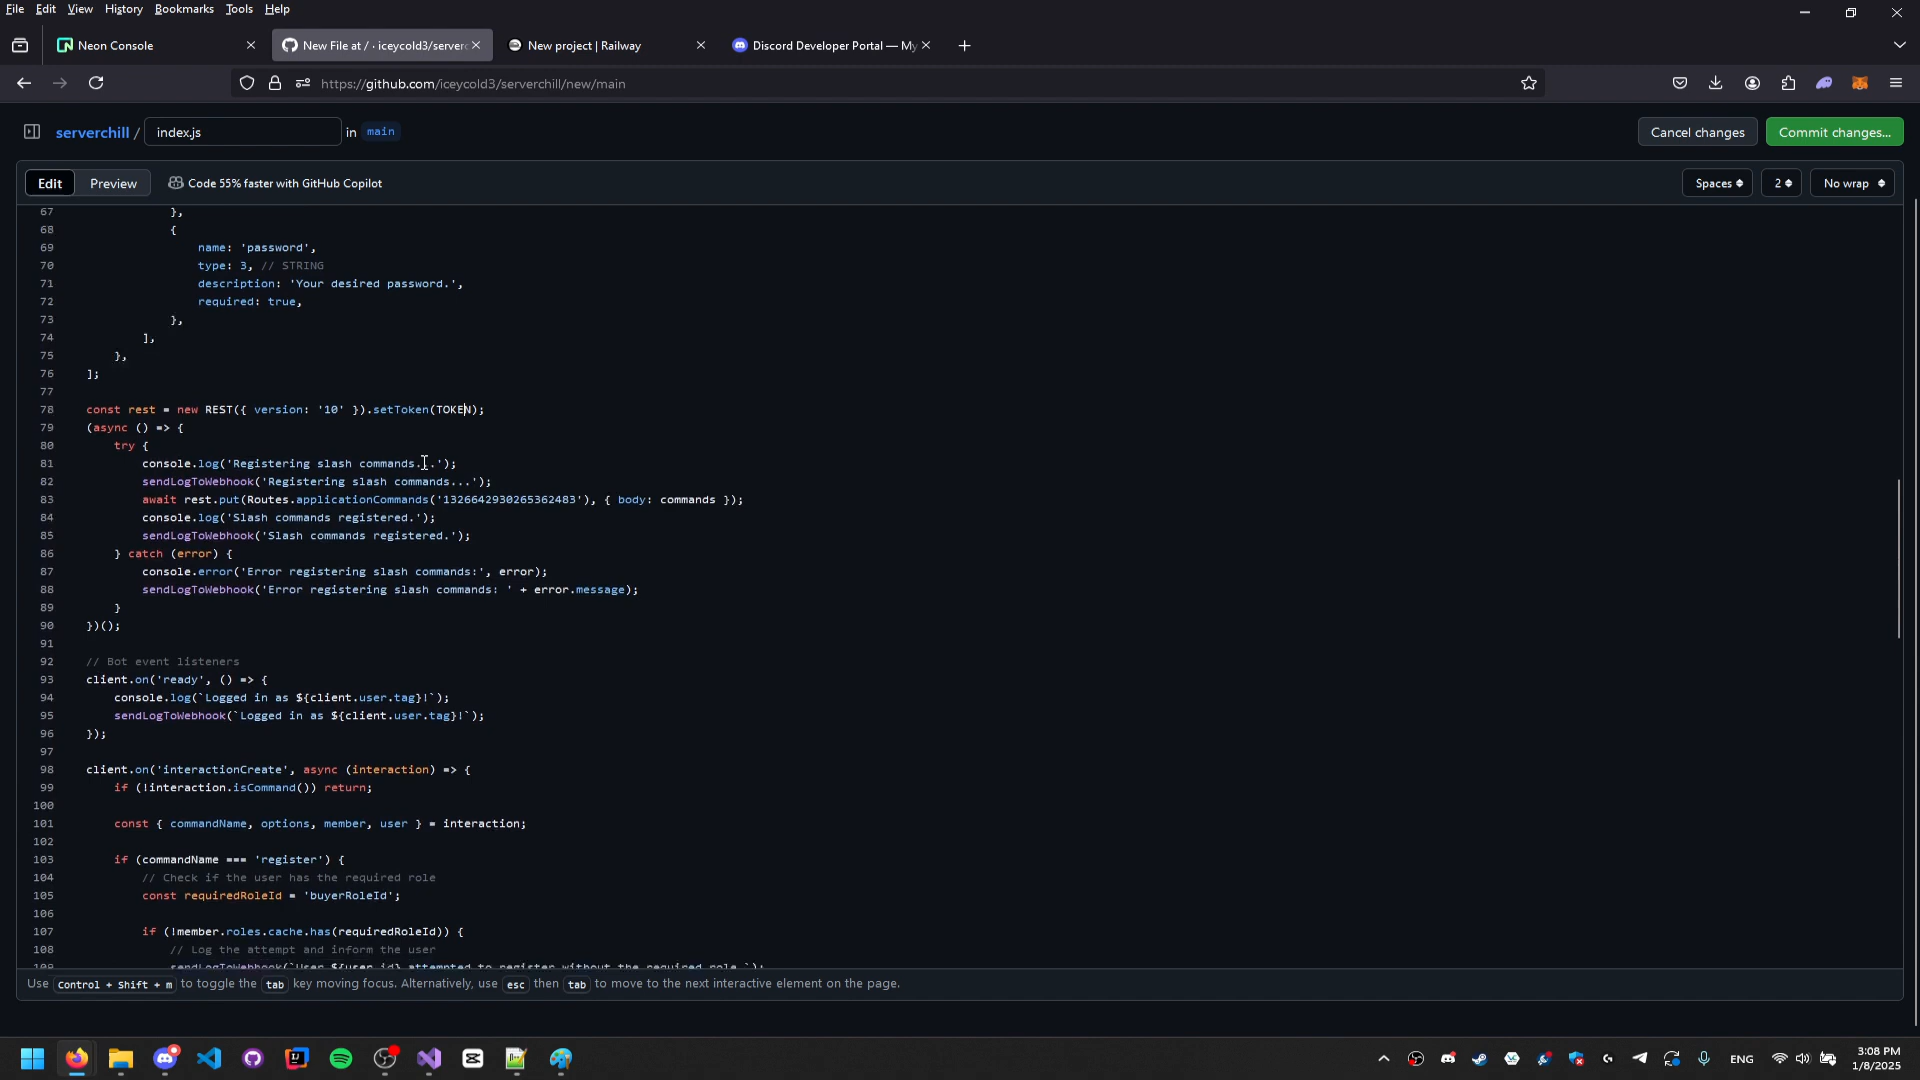 File Edit View History Bookmarks Tools Help
Neon Console
New File at / · iceycold3/server
New project | Railway
Discord Developer Portal — My
https://github.com/iceycold3/serverchill/new/main
serverchill / index.js in main
Cancel changes
Commit changes...
Edit
Preview
Code 55% faster with GitHub Copilot
Spaces
2
No wrap
67 },
68 {
69 name: 'password',
70 type: 3, // STRING
71 description: 'Your desired password.',
72 required: true,
73 },
74 ],
75 },
76 ];
77
78 const rest = new REST({ version: '10' }).setToken(TOKEN);
79 (async () => {
80 try {
81 console.log('Registering slash commands...');
82 sendLogToWebhook('Registering slash commands...');
83 await rest.put(Routes.applicationCommands('1326642930265362483'), { body: commands });
84 console.log('Slash commands registered.');
85 sendLogToWebhook('Slash commands registered.');
86 } catch (error) {
87 console.error('Error registering slash commands:', error);
88 sendLogToWebhook('Error registering slash commands: ' + error.message);
89 }
90 })();
91
92 // Bot event listeners
93 client.on('ready', () => {
94 console.log(`Logged in as ${client.user.tag}!`);
95 sendLogToWebhook(`Logged in as ${client.user.tag}!`);
96 });
97
98 client.on('interactionCreate', async (interaction) => {
99 if (!interaction.isCommand()) return;
100
101 const { commandName, options, member, user } = interaction;
102
103 if (commandName === 'register') {
104 // Check if the user has the required role
105 const requiredRoleId = 'buyerRoleId';
106
107 if (!member.roles.cache.has(requiredRoleId)) {
108 // Log the attempt and inform the user
109 sendLogToWebhook(`User ${user.id} attempted to register without the required role.`);
Use Control + Shift + m to toggle the tab key moving focus. Alternatively, use esc then tab to move to the next interactive element on the page.
ENG
3:08 PM
1/8/2025